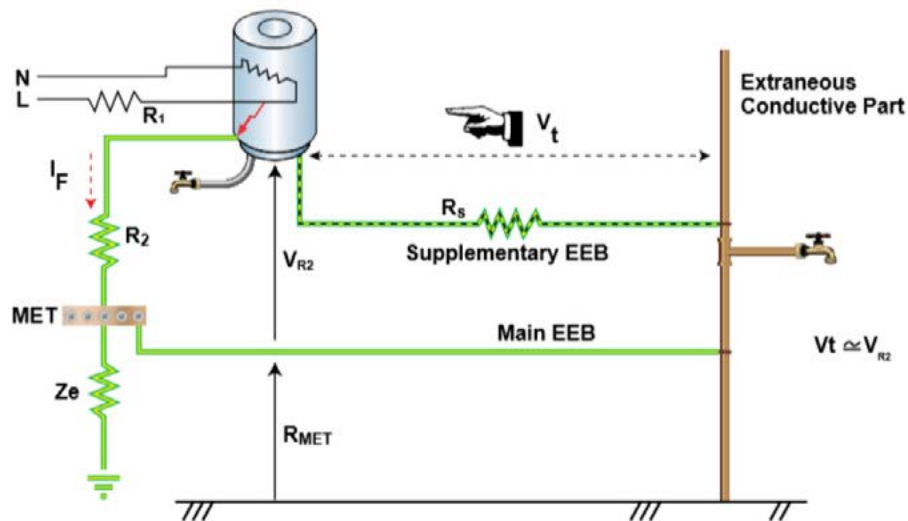 N
L
R1
Extraneous
Conductive Part
Vt
IF
R2
Rs
Supplementary EEB
VR2
MET
Main EEB
Vt ≃ VR2
Ze
RMET